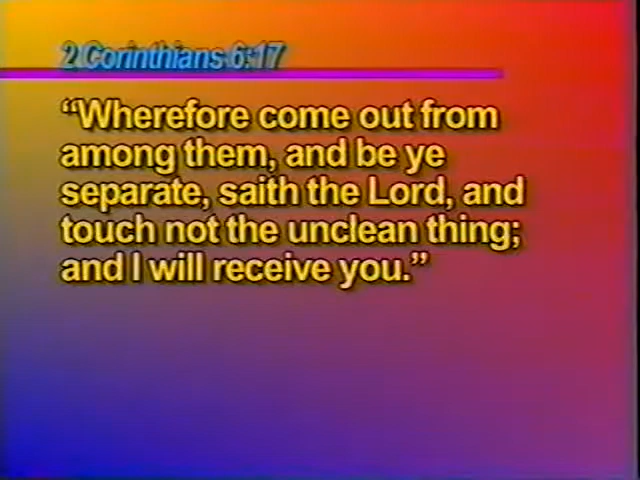 2 Corinthians 6:17
“Wherefore come out from
among them, and be ye
separate, saith the Lord, and
touch not the unclean thing;
and I will receive you.”